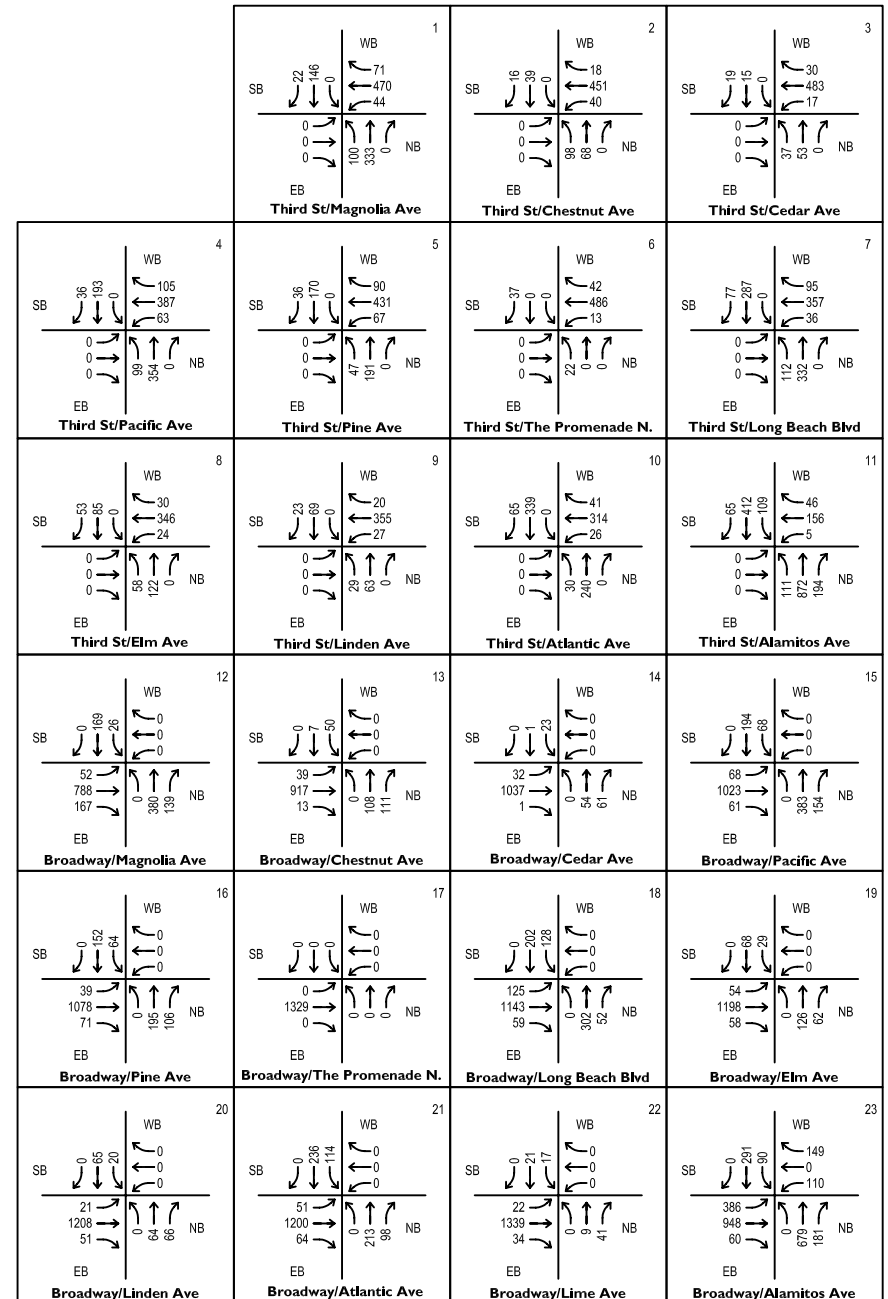 1
WB
SB
22 146 0
71
470
44
0
0
0
100 333 0
NB
EB
Third St/Magnolia Ave
2
WB
SB
16 39 0
18
451
40
0
0
0
98 68 0
NB
EB
Third St/Chestnut Ave
3
WB
SB
19 15 0
30
483
17
0
0
0
37 53 0
NB
EB
Third St/Cedar Ave
4
WB
SB
36 193 0
105
387
63
0
0
0
99 354 0
NB
EB
Third St/Pacific Ave
5
WB
SB
36 170 0
90
431
67
0
0
0
47 191 0
NB
EB
Third St/Pine Ave
6
WB
SB
37 0 0
42
486
13
0
0
0
22 0 0
NB
EB
Third St/The Promenade N.
7
WB
SB
77 287 0
95
357
36
0
0
0
112 332 0
NB
EB
Third St/Long Beach Blvd
8
WB
SB
53 85 0
30
346
24
0
0
0
58 122 0
NB
EB
Third St/Elm Ave
9
WB
SB
23 69 0
20
355
27
0
0
0
29 63 0
NB
EB
Third St/Linden Ave
10
WB
SB
65 339 0
41
314
26
0
0
0
30 240 0
NB
EB
Third St/Atlantic Ave
11
WB
SB
65 412 109
46
156
5
0
0
0
111 872 194
NB
EB
Third St/Alamitos Ave
12
WB
SB
0 169 26
0
0
0
52
788
167
0 380 139
NB
EB
Broadway/Magnolia Ave
13
WB
SB
0 7 50
0
0
0
39
917
13
0 108 111
NB
EB
Broadway/Chestnut Ave
14
WB
SB
0 1 23
0
0
0
32
1037
1
0 54 61
NB
EB
Broadway/Cedar Ave
15
WB
SB
0 194 68
0
0
0
68
1023
61
0 383 154
NB
EB
Broadway/Pacific Ave
16
WB
SB
0 152 64
0
0
0
39
1078
71
0 195 106
NB
EB
Broadway/Pine Ave
17
WB
SB
0 0 0
0
0
0
0
1329
0
0 0 0
NB
EB
Broadway/The Promenade N.
18
WB
SB
0 202 128
0
0
0
125
1143
59
0 302 52
NB
EB
Broadway/Long Beach Blvd
19
WB
SB
0 68 29
0
0
0
54
1198
58
0 126 62
NB
EB
Broadway/Elm Ave
20
WB
SB
0 65 20
0
0
0
21
1208
51
0 64 66
NB
EB
Broadway/Linden Ave
21
WB
SB
0 236 114
0
0
0
51
1200
64
0 213 98
NB
EB
Broadway/Atlantic Ave
22
WB
SB
0 21 17
0
0
0
22
1339
34
0 9 41
NB
EB
Broadway/Lime Ave
23
WB
SB
0 291 90
149
0
110
386
948
60
0 679 181
NB
EB
Broadway/Alamitos Ave